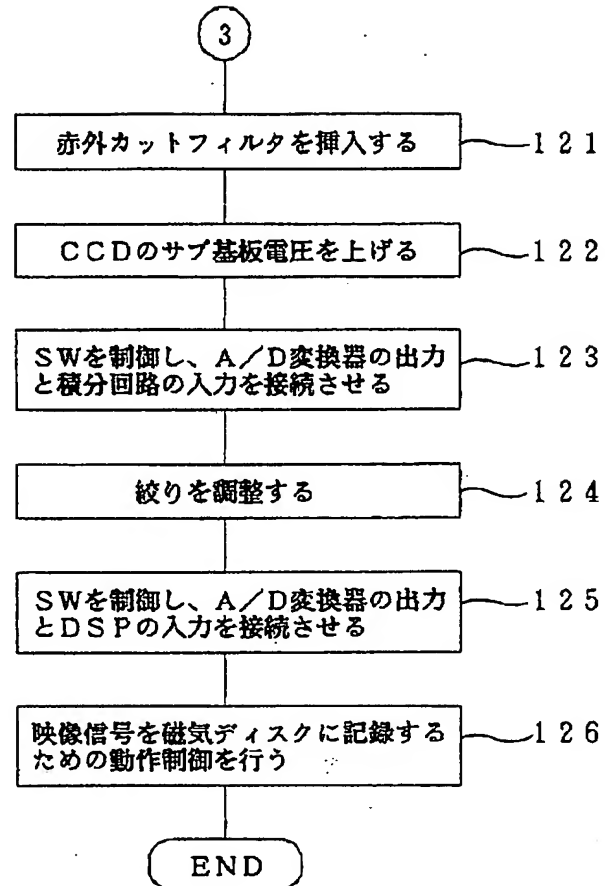 3
赤外カットフィルタを挿入する 121
CCDのサブ基板電圧を上げる 122
SWを制御し、A/D変換器の出力 123
と積分回路の入力を接続させる
絞りを調整する 124
SWを制御し、A/D変換器の出力 125
とDSPの入力を接続させる
映像信号を磁気ディスクに記録する 126
ための動作制御を行う
END